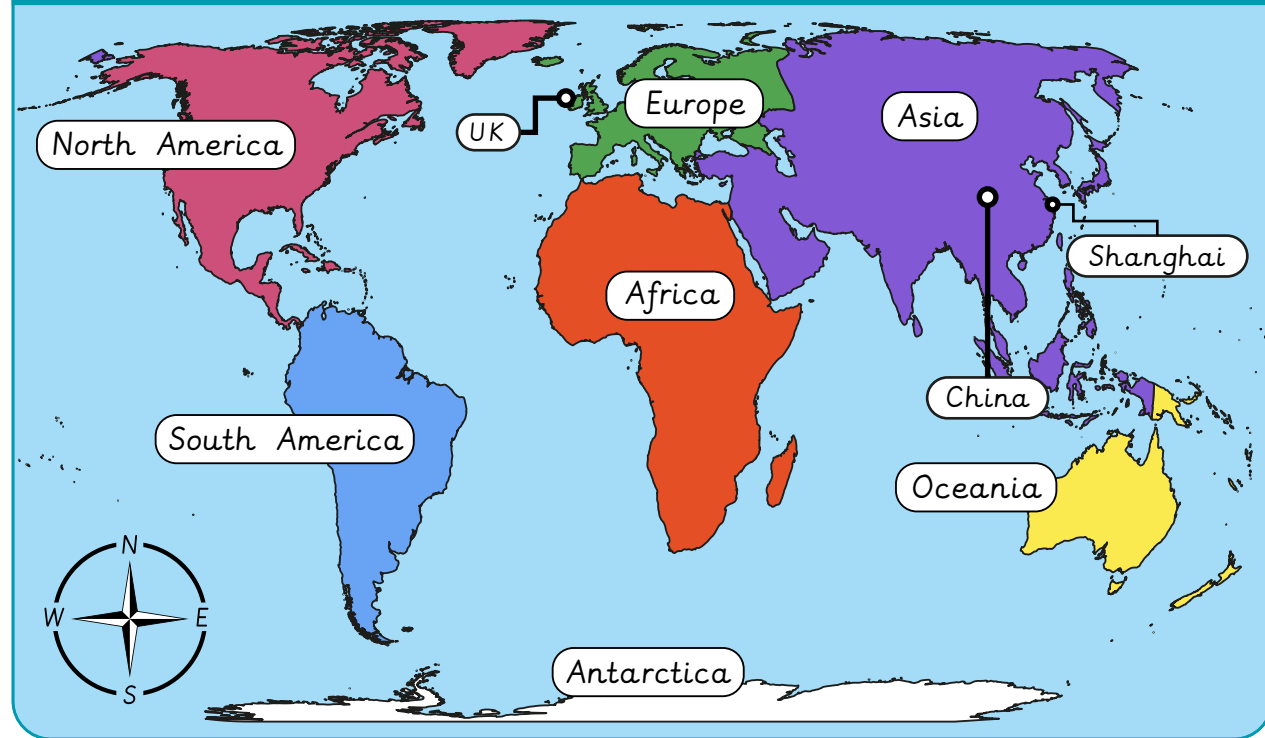 Europe
Asia
UK
North America
Shanghai
Africa
China
South America
Oceania
N
W
E
S
Antarctica